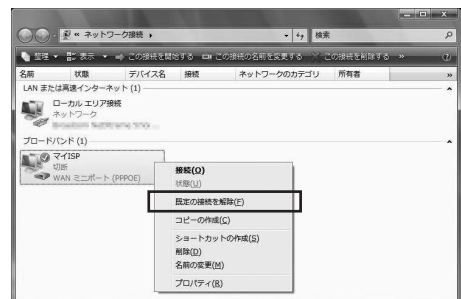 « ネットワーク接続 ▸
検索
整理 ▼ 表示 ▼ この接続を開始する この接続の名前を変更する この接続を削除する »
名前 状態 デバイス名 接続 ネットワークのカテゴリ 所有者 »
LAN または高速インターネット (1)
ローカル エリア接続
ネットワーク
ブロードバンド (1)
マイISP
切断
WAN ミニポート (PPPOE)
接続(O)
状態(U)
既定の接続を解除(F)
コピーの作成(C)
ショートカットの作成(S)
削除(D)
名前の変更(M)
プロパティ(R)